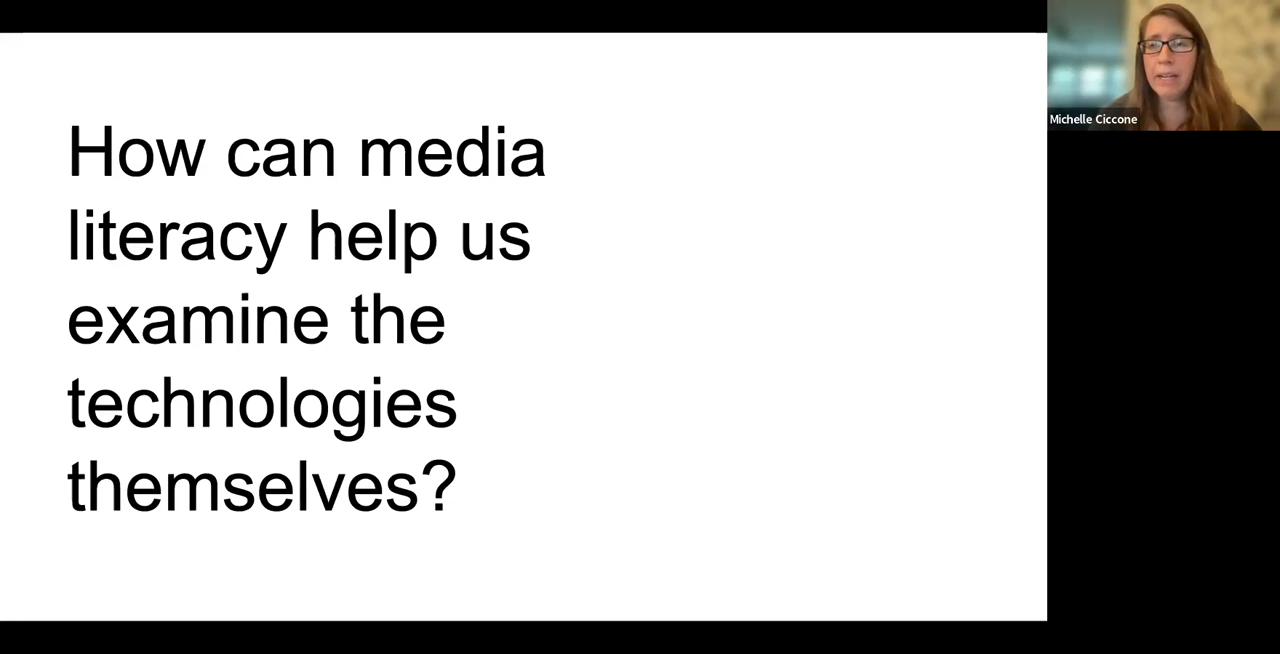 How can media
literacy help us
examine the
technologies
themselves?
Michelle Ciccone